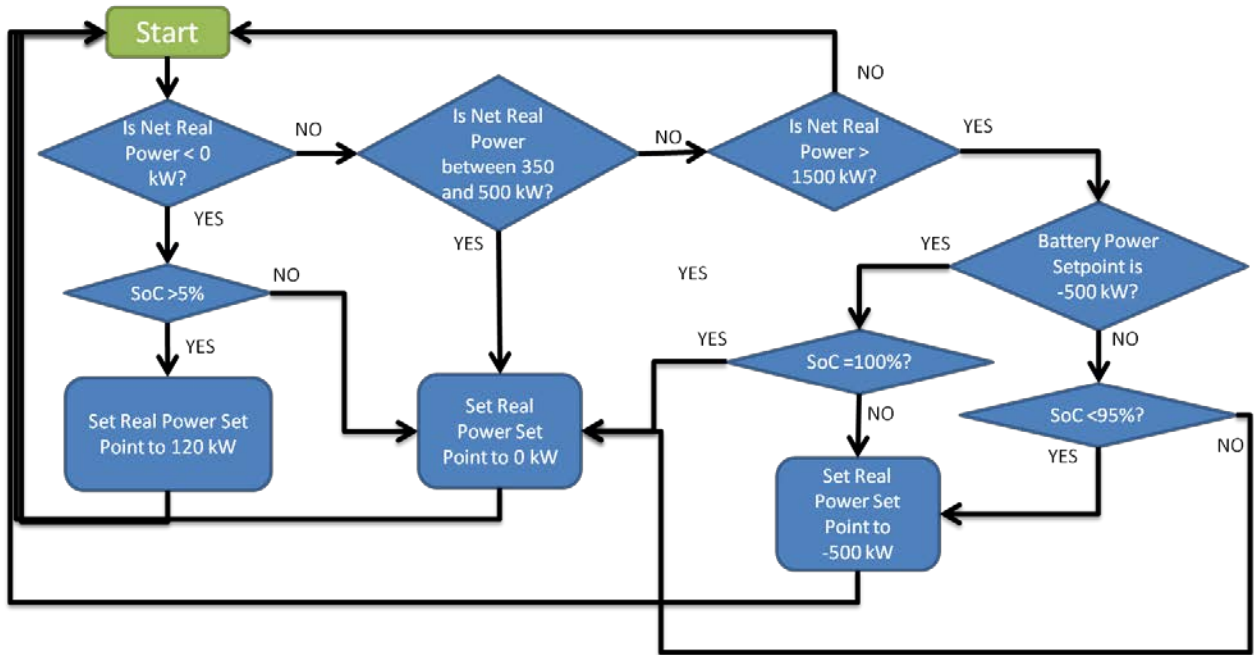 Start
NO
Is Net Real
Power < 0
kW?
NO
Is Net Real
Power
between 350
and 500 kW?
NO
Is Net Real
Power >
1500 kW?
YES
YES
YES
YES
YES
Battery Power
Setpoint is
-500 kW?
SoC >5%
NO
YES
YES
SoC =100%?
NO
NO
SoC <95%?
YES
NO
Set Real Power Set
Point to 120 kW
Set Real
Power Set
Point to 0 kW
Set Real
Power Set
Point to
-500 kW